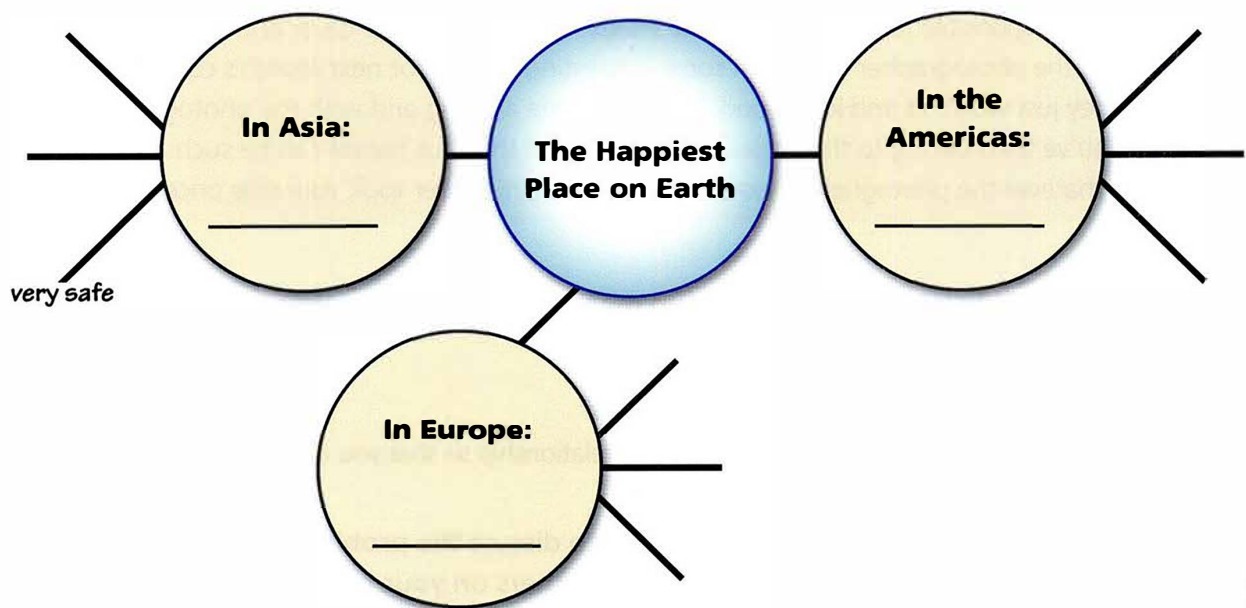 In Asia:
The Happiest
Place on Earth
In the
Americas:
very safe
In Europe: